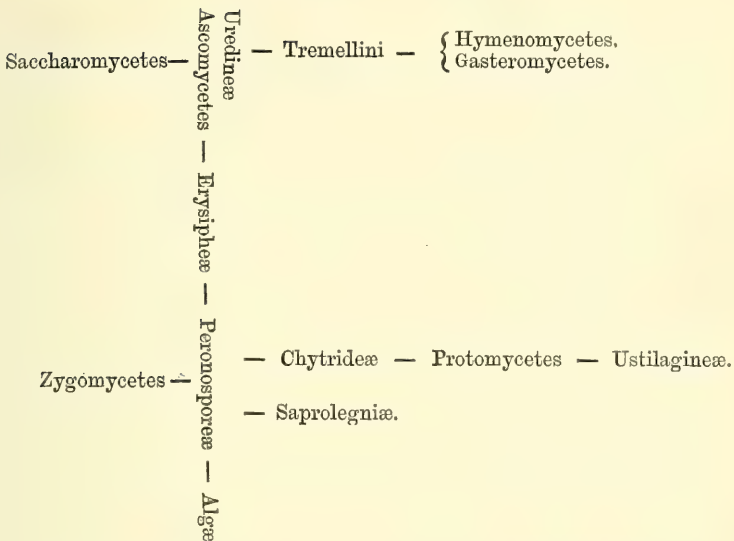 Uredineæ
Ascomycetes — Erysipheæ — Peronosporeæ — Algæ
Saccharomycetes—
— Tremellini — { Hymenomycetes.
Gasteromycetes.
Zygomycetes —
— Chytrideæ — Protomycetes — Ustilagineæ.
— Saprolegniæ.